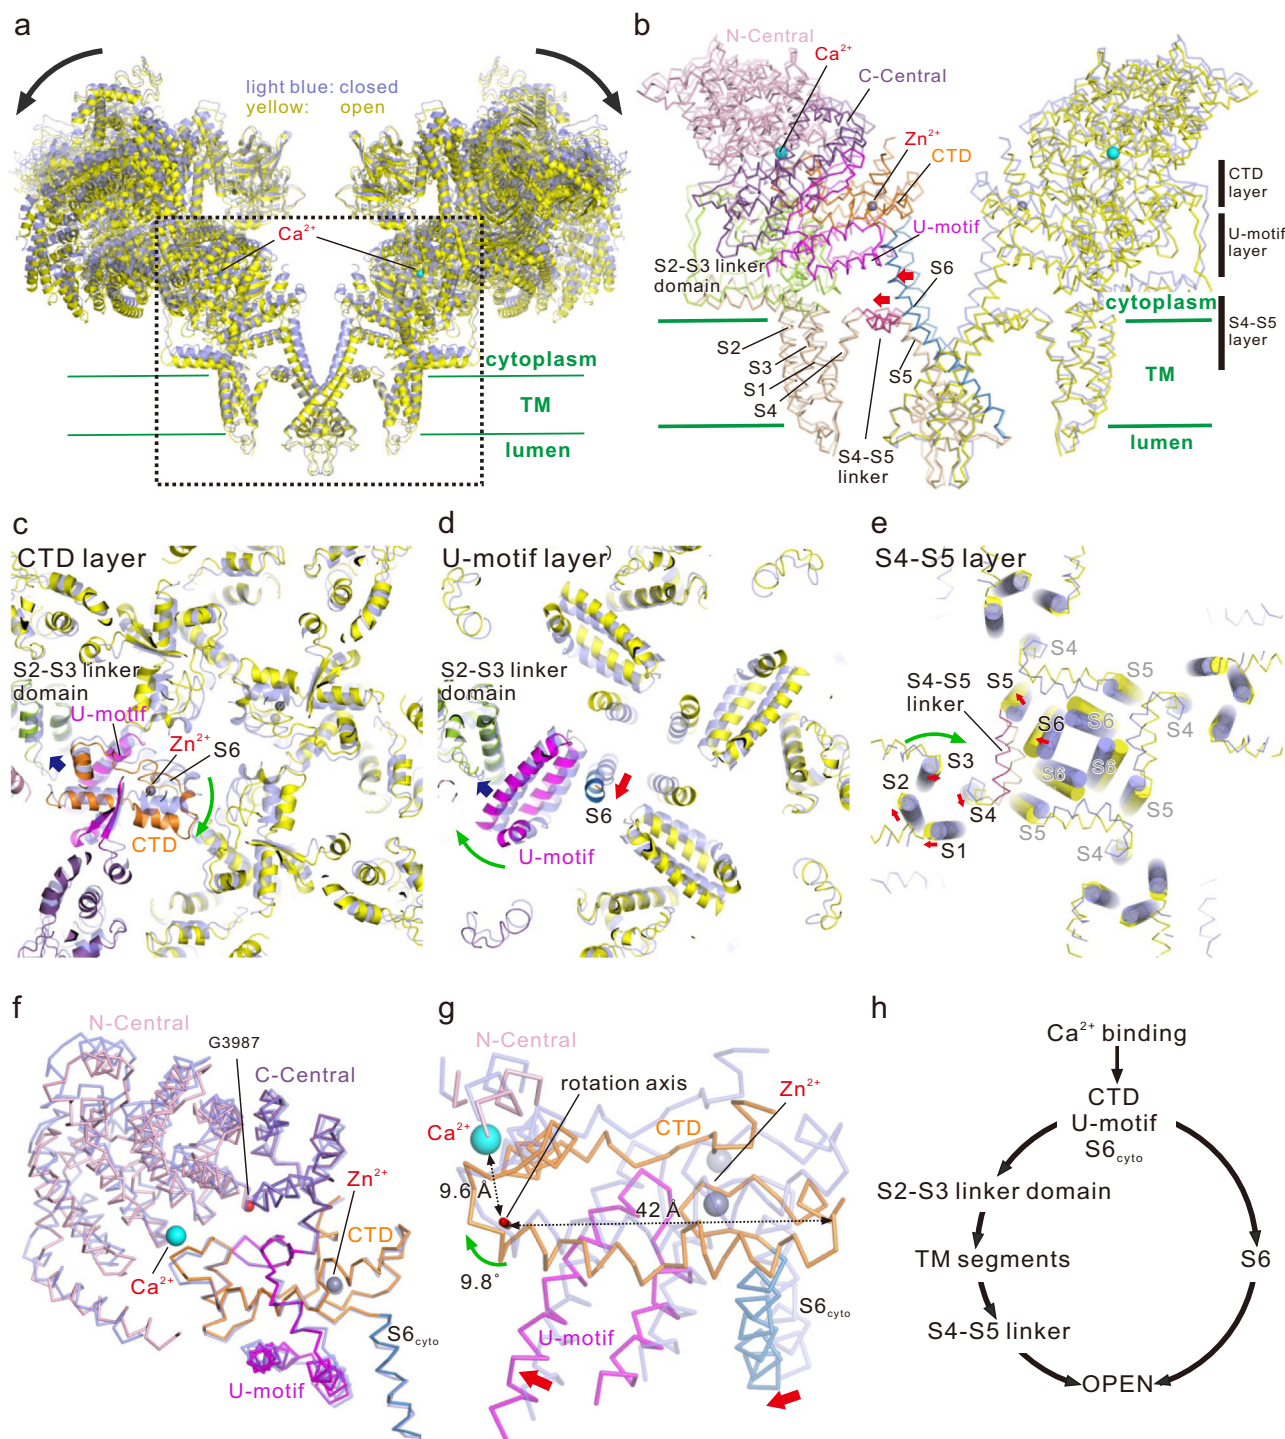 a
light blue: closed
yellow: open
Ca²⁺
cytoplasm
TM
lumen
b
N-Central
Ca²⁺
C-Central
Zn²⁺
CTD
U-motif
S2-S3 linker
domain
S6
S2
S3
S1
S4
S5
S4-S5
linker
CTD
layer
U-motif
layer
cytoplasm
S4-S5
layer
TM
lumen
c
CTD layer
S2-S3 linker
domain
U-motif
Zn²⁺
S6
CTD
d
U-motif layer
S2-S3 linker
domain
S6
U-motif
e
S4-S5 layer
S4
S5
S4-S5
linker
S5
S6
S6
S4
S3
S6
S6
S2
S4
S5
S5
S1
S4
f
N-Central
G3987
C-Central
Zn²⁺
CTD
Ca²⁺
S6cyto
U-motif
g
N-Central
rotation axis
Zn²⁺
Ca²⁺
CTD
9.6 Å
42 Å
9.8°
S6cyto
U-motif
h
Ca²⁺ binding
CTD
U-motif
S6cyto
S2-S3 linker domain
TM segments
S6
S4-S5 linker
OPEN